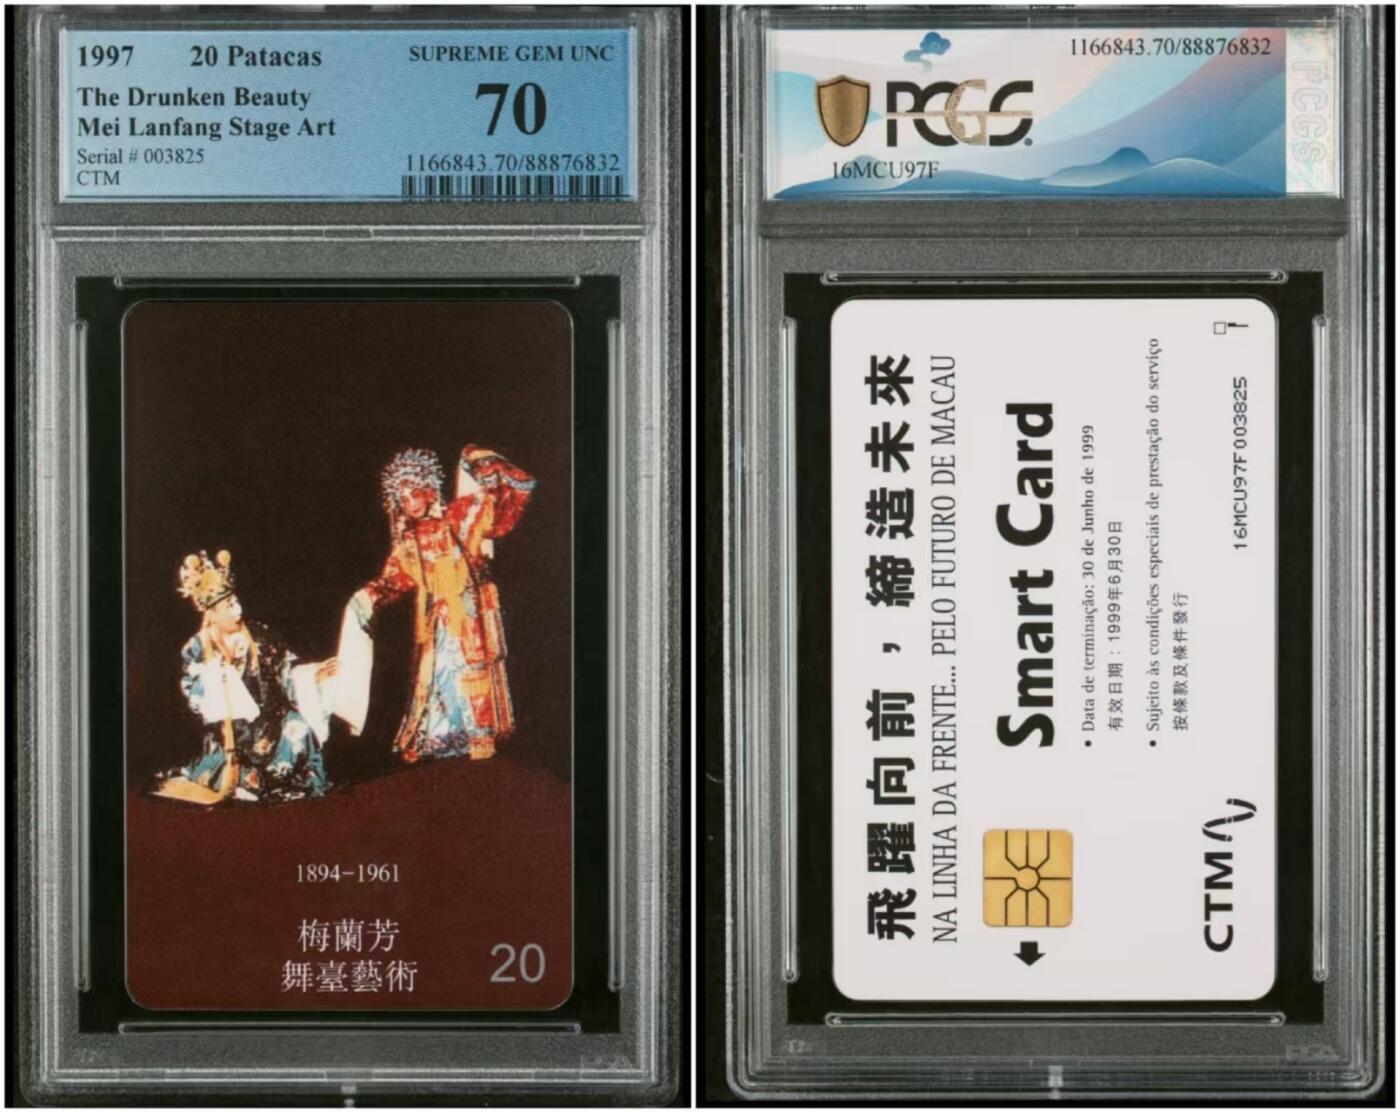 1997 20 Patacas
The Drunken Beauty
Mei Lanfang Stage Art
Serial # 003825
CTM
SUPREME GEM UNC
70
1166843.70/88876832
1894-1961
梅蘭芳
舞臺藝術
20
1166843.70/88876832
PCGS
16MCU97F
PCGS
飛躍向前，締造未來
NA LINHA DA FRENTE... PELO FUTURO DE MACAU
Smart Card
• Data de terminação: 30 de Junho de 1999
有效日期：1999年6月30日
• Sujeito às condições especiais de prestação do serviço
按條款及條件發行
16MCU97F003825
CTM